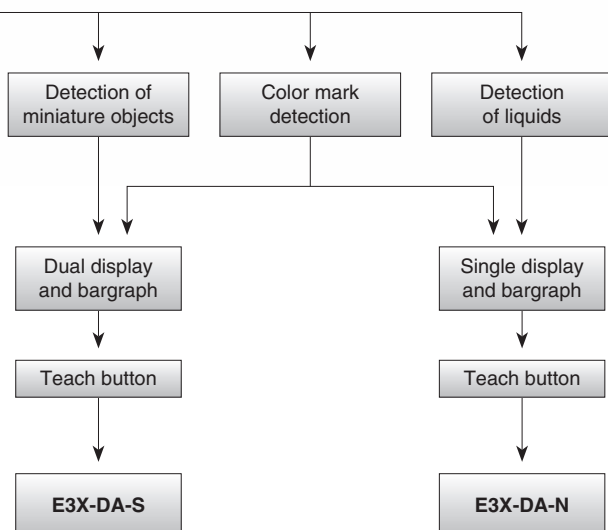 Detection of
miniature objects
Color mark
detection
Detection
of liquids
Dual display
and bargraph
Single display
and bargraph
Teach button
Teach button
E3X-DA-S
E3X-DA-N